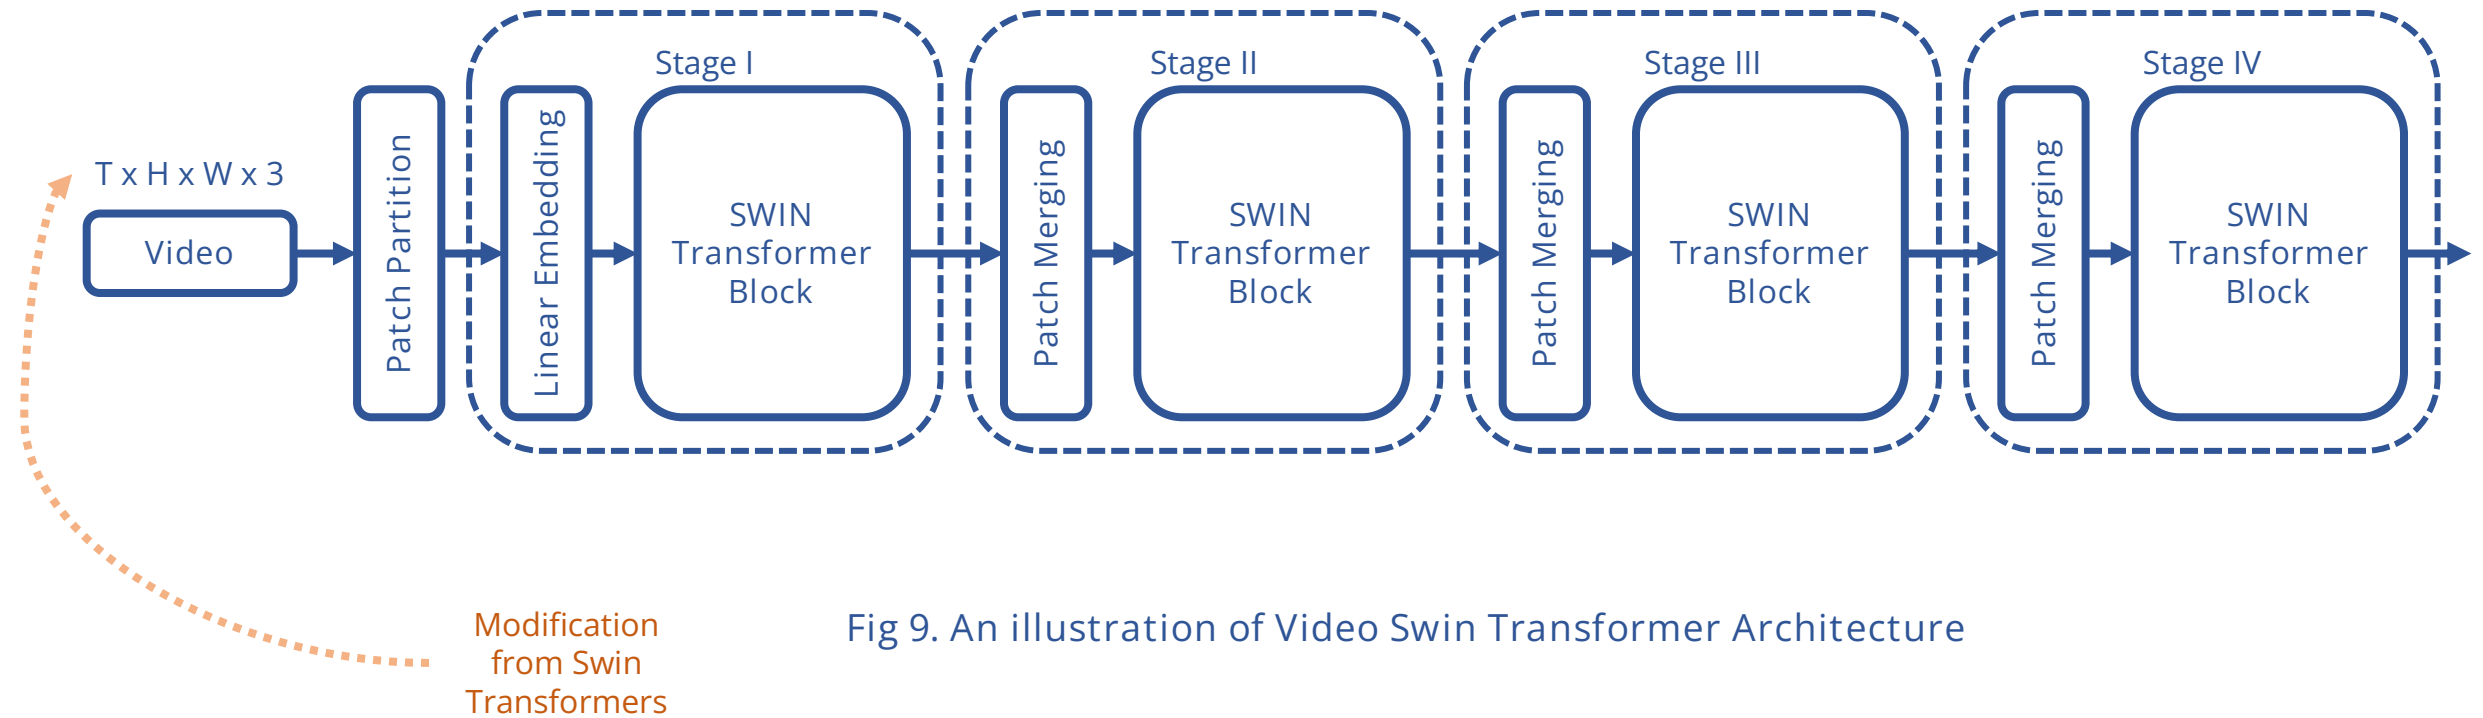 T x H x W x 3
Video
Patch Partition
Stage I
Linear Embedding
SWIN
Transformer
Block
Stage II
Patch Merging
SWIN
Transformer
Block
Stage III
Patch Merging
SWIN
Transformer
Block
Stage IV
Patch Merging
SWIN
Transformer
Block
Modification
from Swin
Transformers
Fig 9. An illustration of Video Swin Transformer Architecture